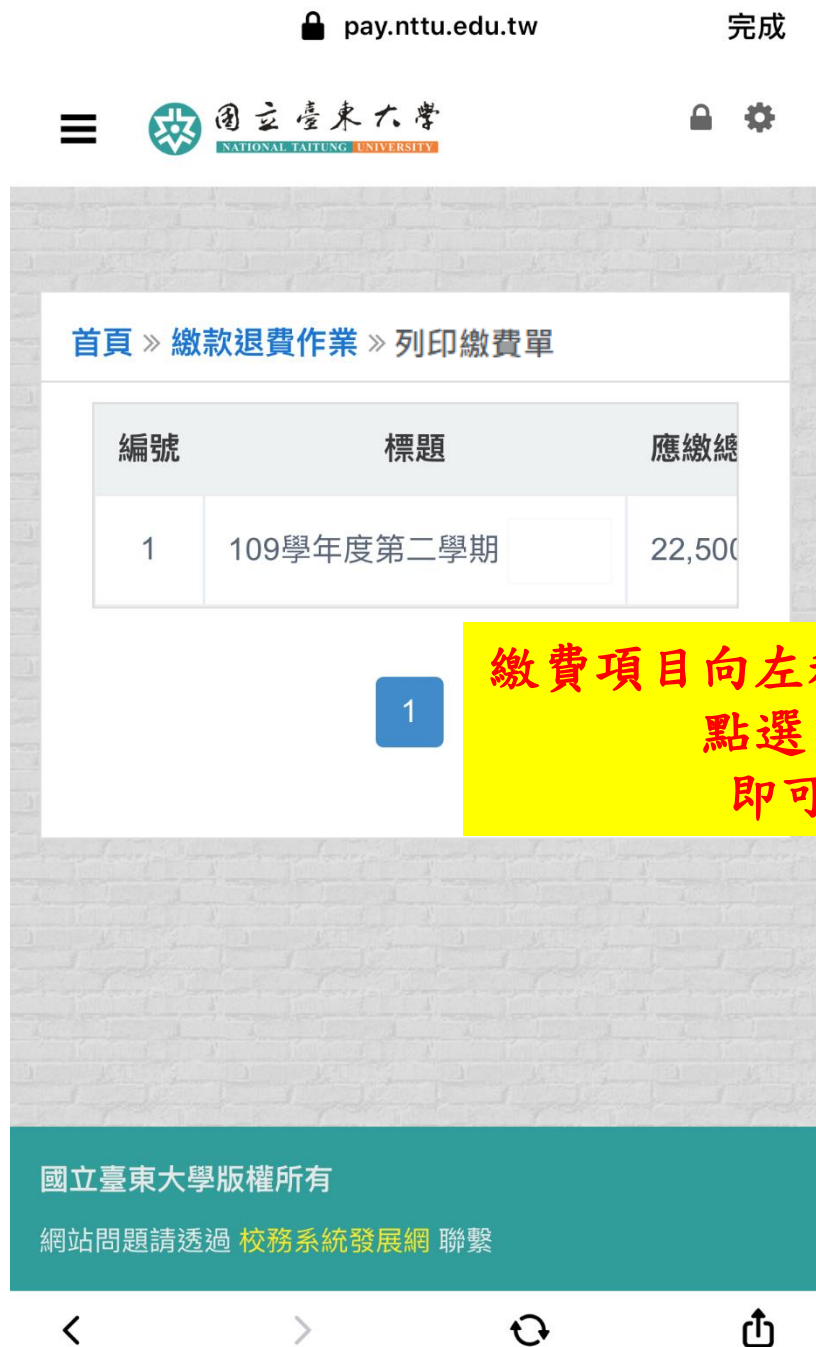 pay.nttu.edu.tw 完成
國立臺東大學
NATIONAL TAITUNG UNIVERSITY
首頁 » 繳款退費作業 » 列印繳費單
編號 標題 應繳總
1 109學年度第二學期 22,500
繳費項目向左
點選
即可
1
國立臺東大學版權所有
網站問題請透過 校務系統發展網 聯繫